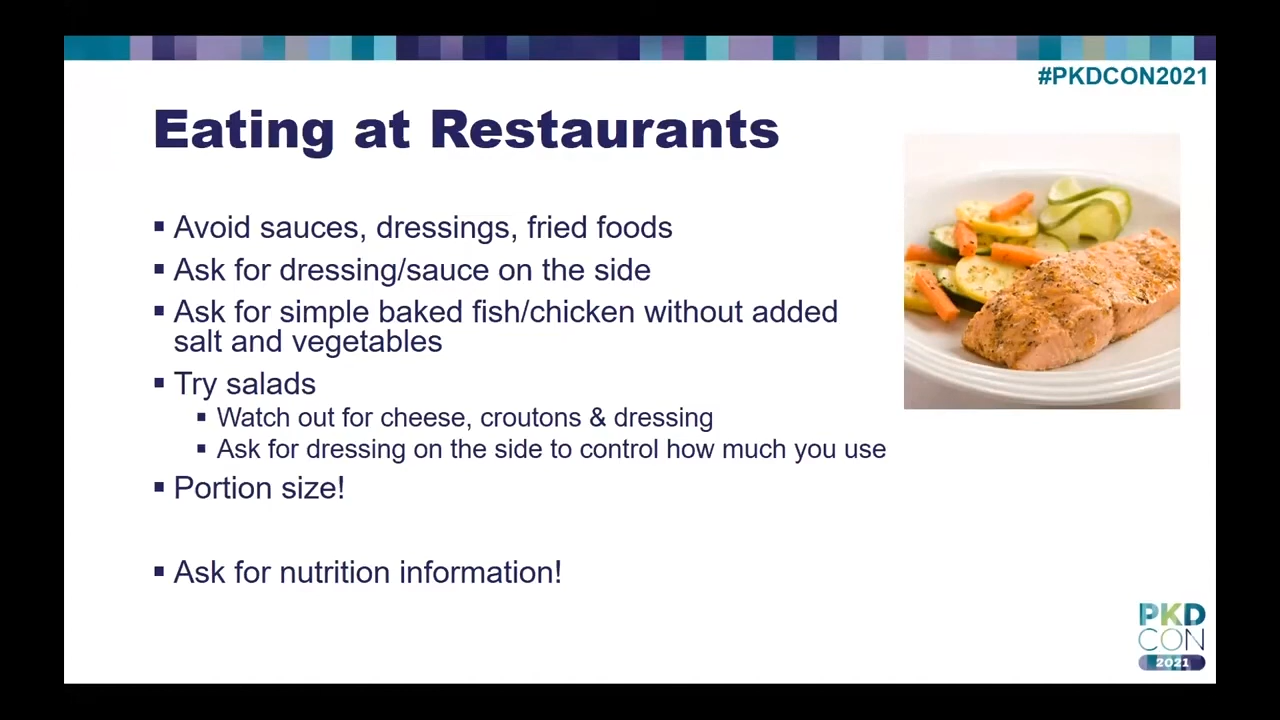 #PKDCON2021
Eating at Restaurants
▪ Avoid sauces, dressings, fried foods
▪ Ask for dressing/sauce on the side
▪ Ask for simple baked fish/chicken without added
salt and vegetables
▪ Try salads
▪ Watch out for cheese, croutons & dressing
▪ Ask for dressing on the side to control how much you use
▪ Portion size!
▪ Ask for nutrition information!
PKD
CON
2021